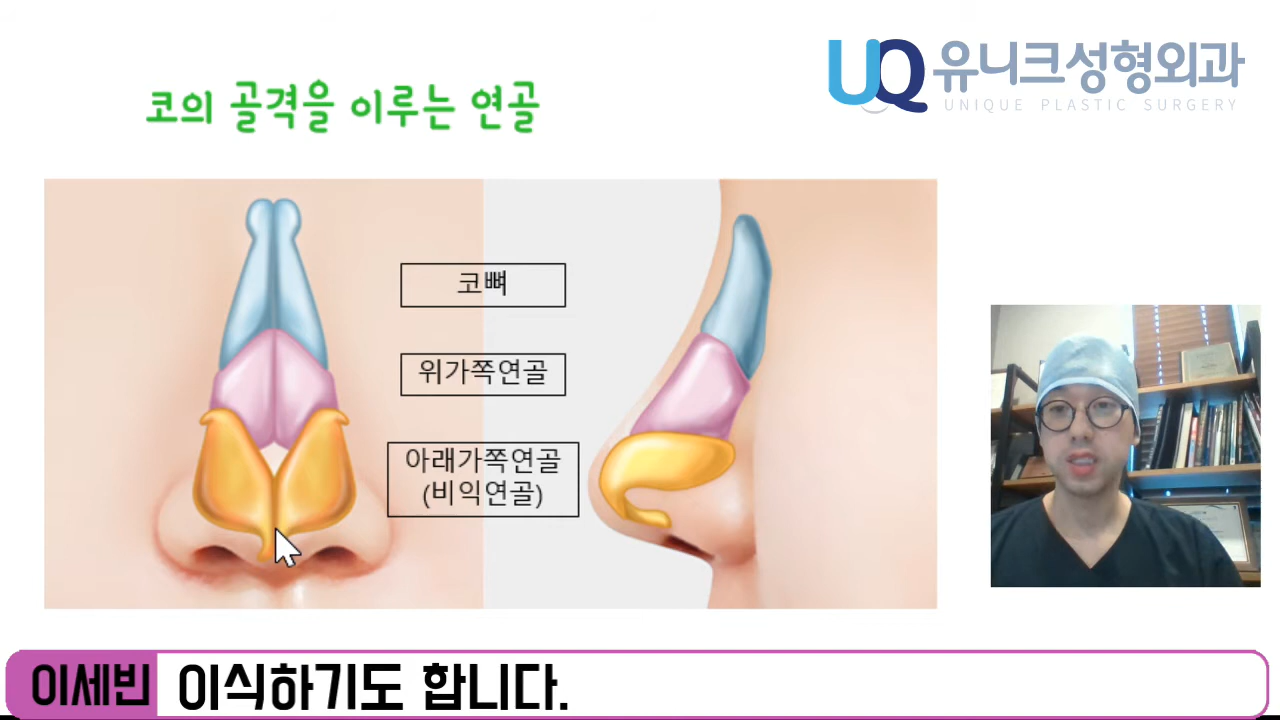 코의 골격을 이루는 연골
UQ 유니크성형외과
UNIQUE PLASTIC SURGERY
코뼈
위가쪽연골
아래가쪽연골
(비익연골)
이세빈 이식하기도 합니다.